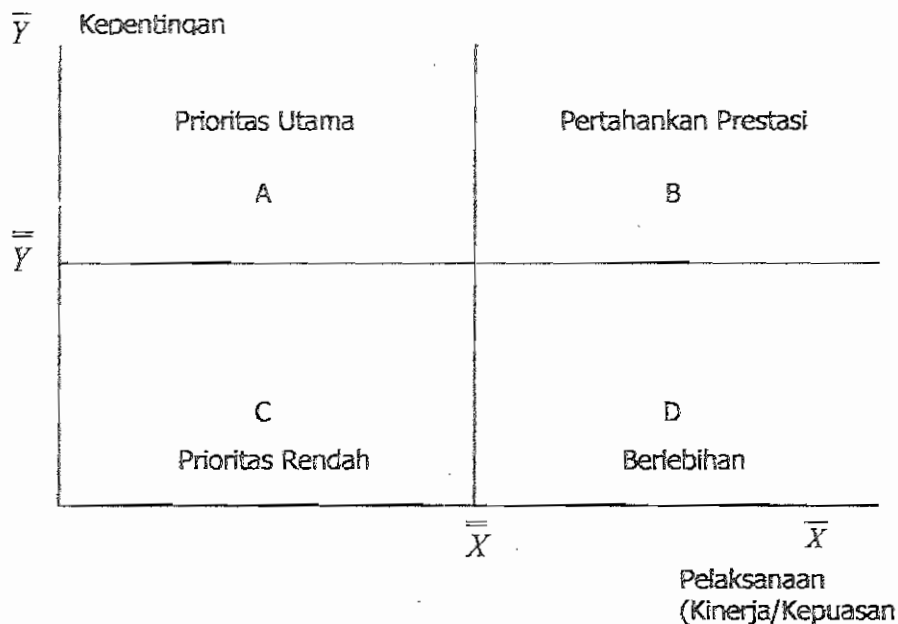 Y̅ Kepentingan
Prioritas Utama Pertahankan Prestasi
A B
Y̿
C D
Prioritas Rendah Berlebihan
X̿ X̅
Pelaksanaan
(Kinerja/Kepuasan